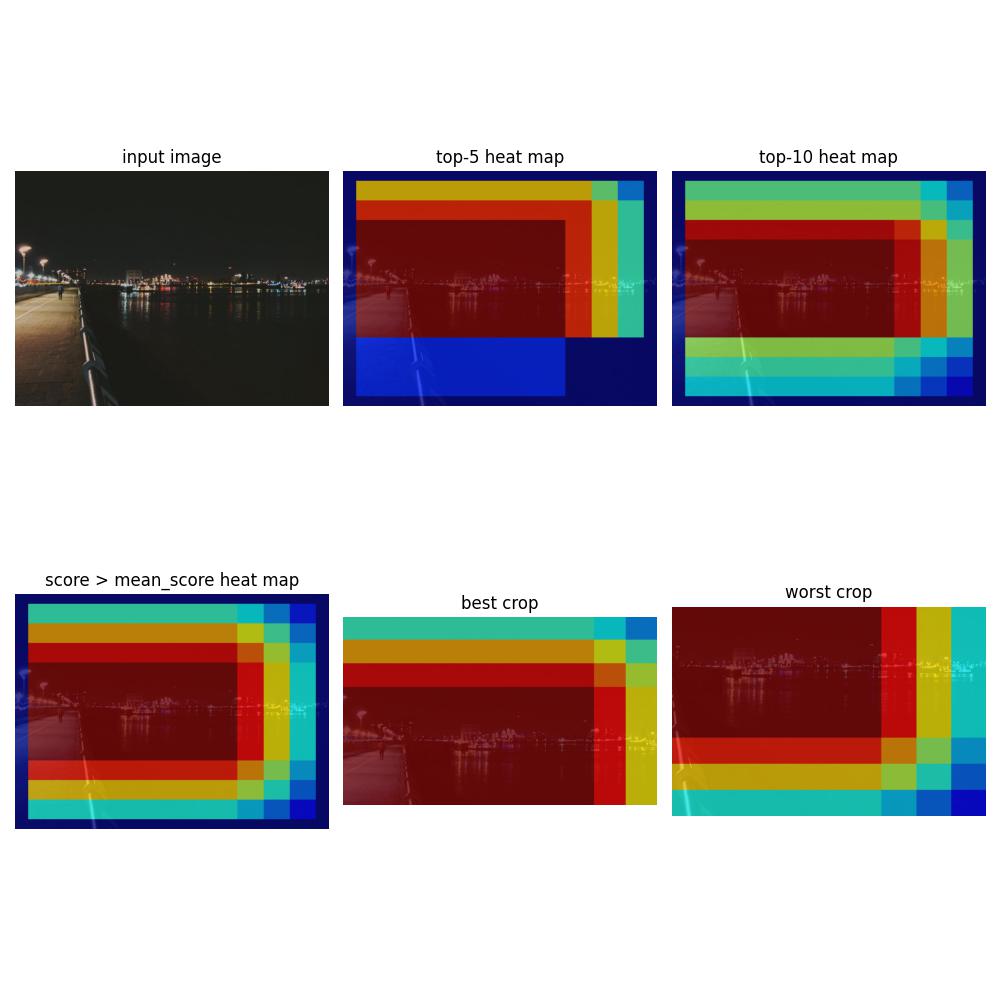 input image
top-5 heat map
top-10 heat map
score > mean_score heat map
best crop
worst crop